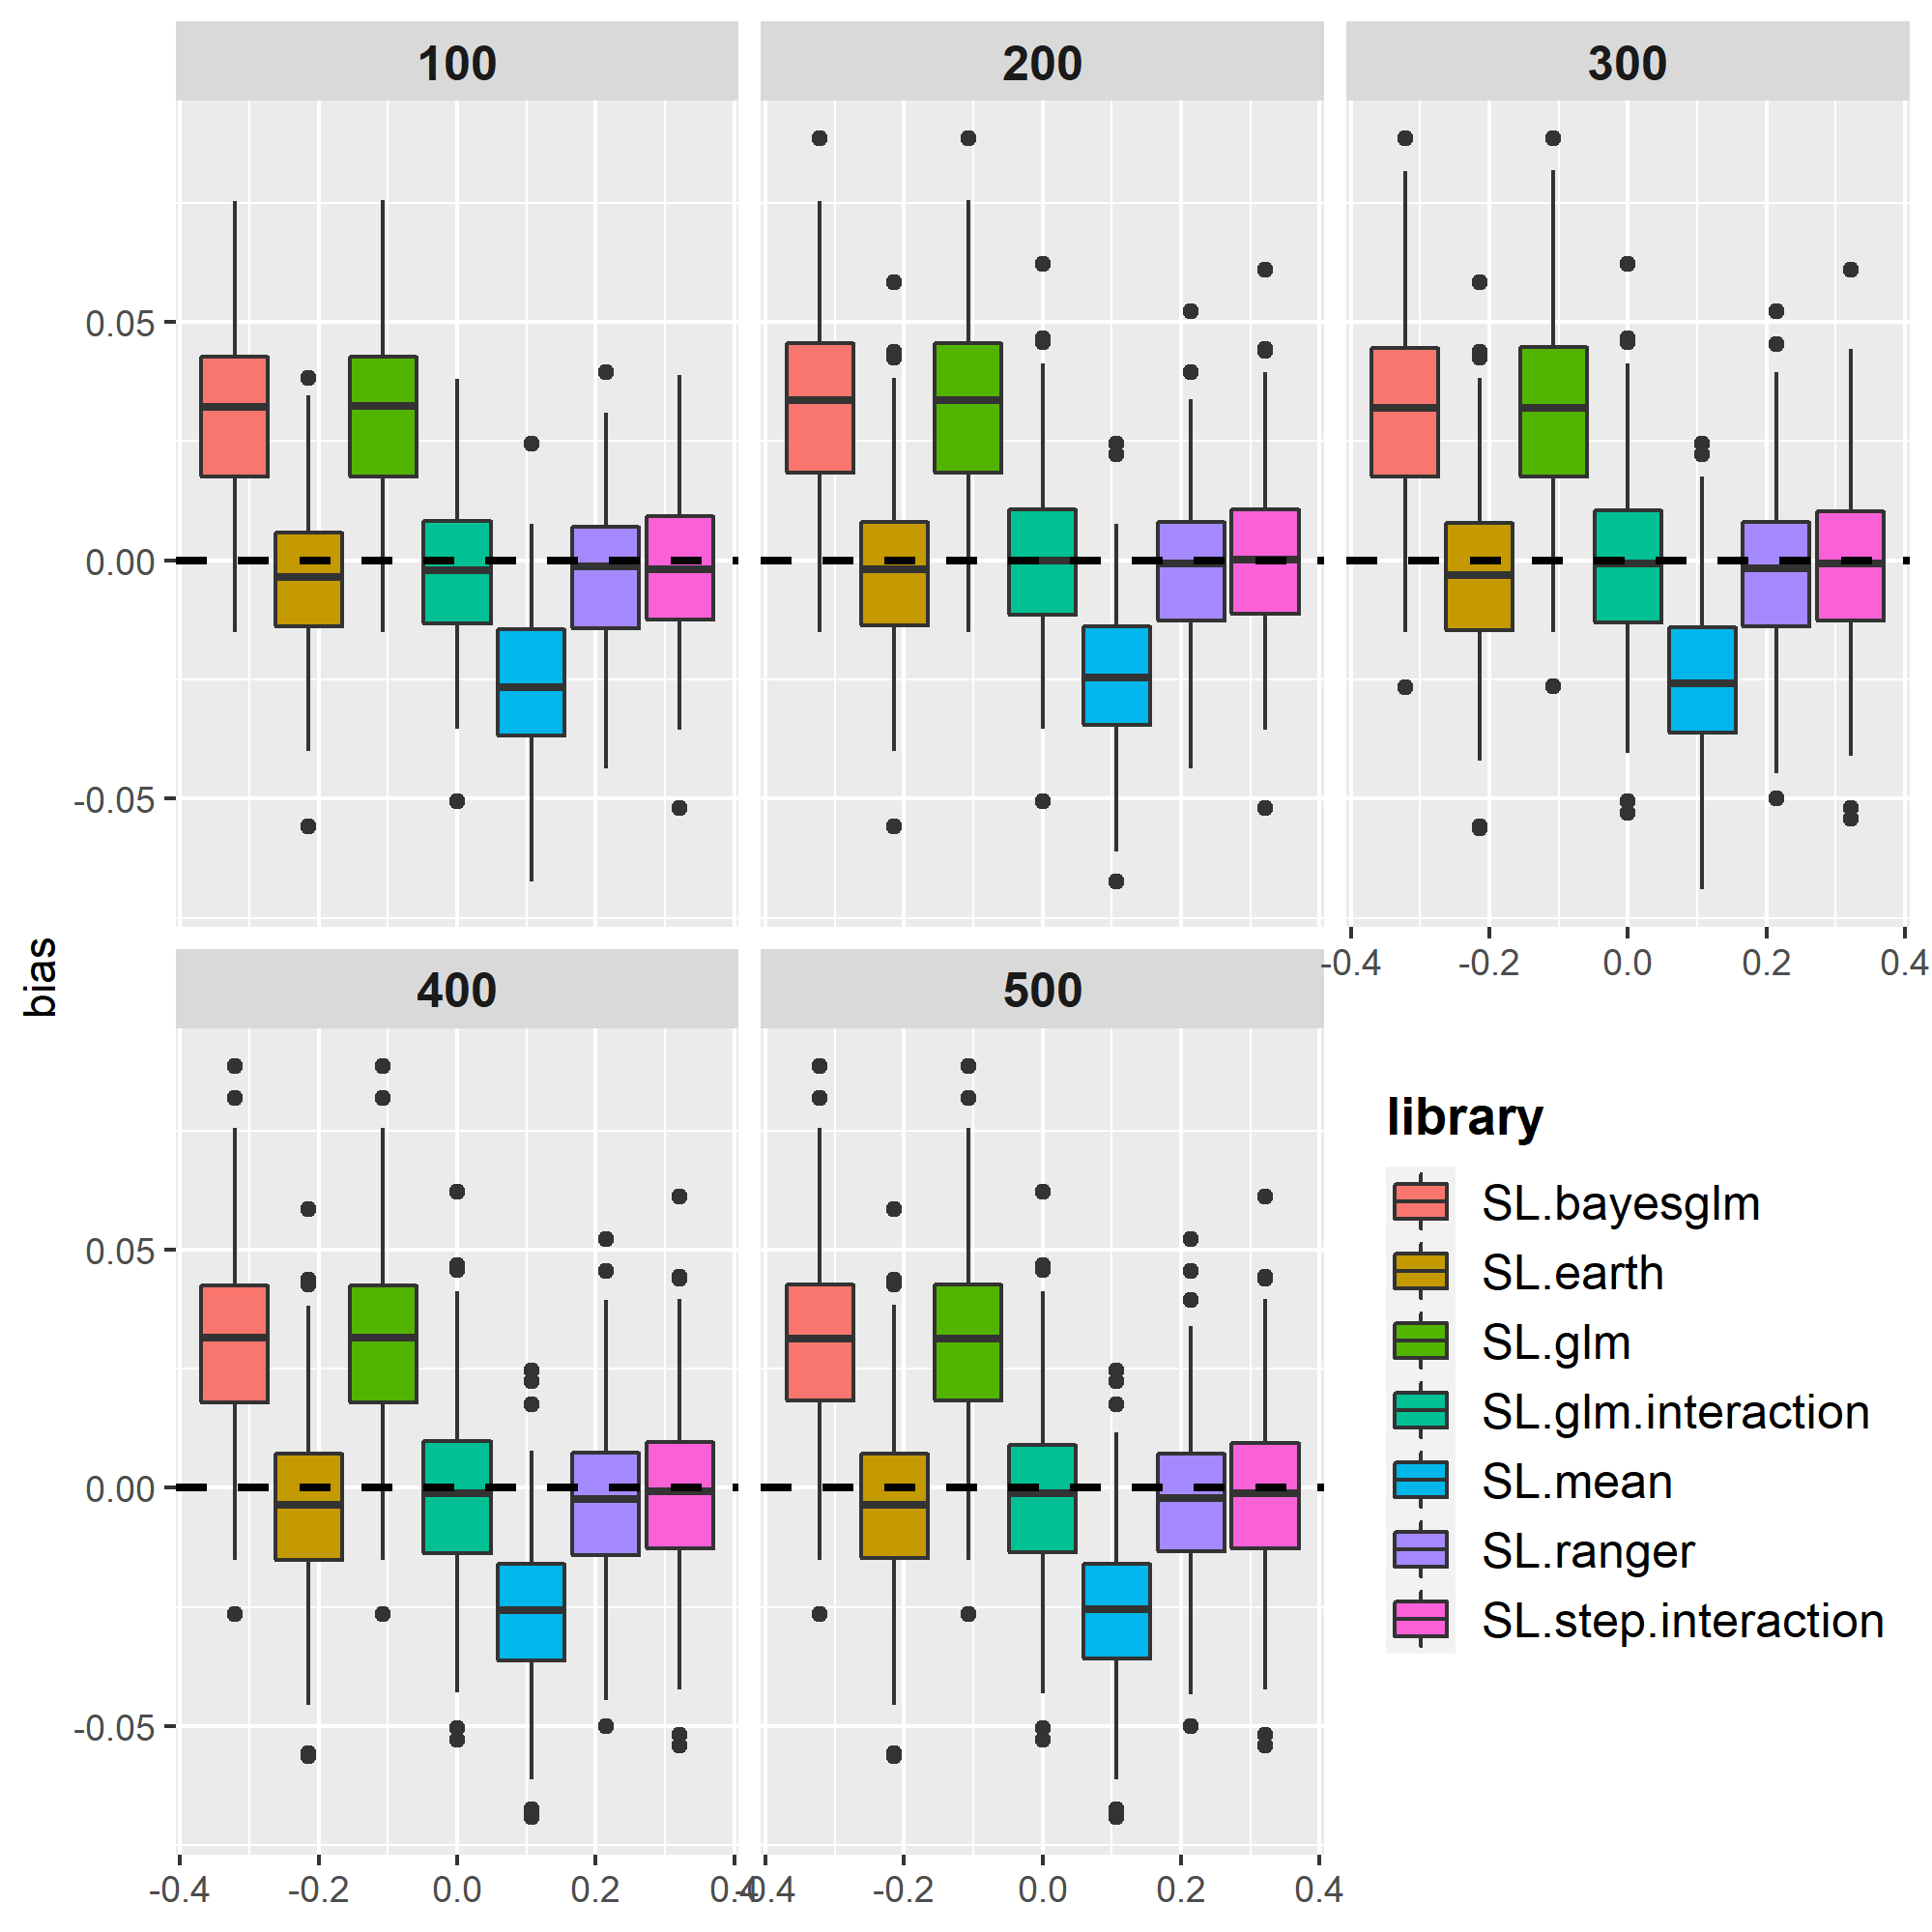 100 200 300
0.05
0.00
-0.05
-0.4 -0.2 0.0 0.2 0.4
bias
400 500
0.05
0.00
-0.05
-0.4 -0.2 0.0 0.2 0.4 -0.4 -0.2 0.0 0.2 0.4
library
SL.bayesglm
SL.earth
SL.glm
SL.glm.interaction
SL.mean
SL.ranger
SL.step.interaction